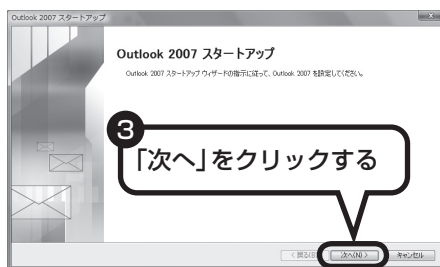 Outlook 2007 スタートアップ
Outlook 2007 スタートアップ
Outlook 2007 スタートアップ ウィザードの指示に従って、Outlook 2007 を設定してください。
3
「次へ」をクリックする
< 戻る(B) 次へ(N) > キャンセル